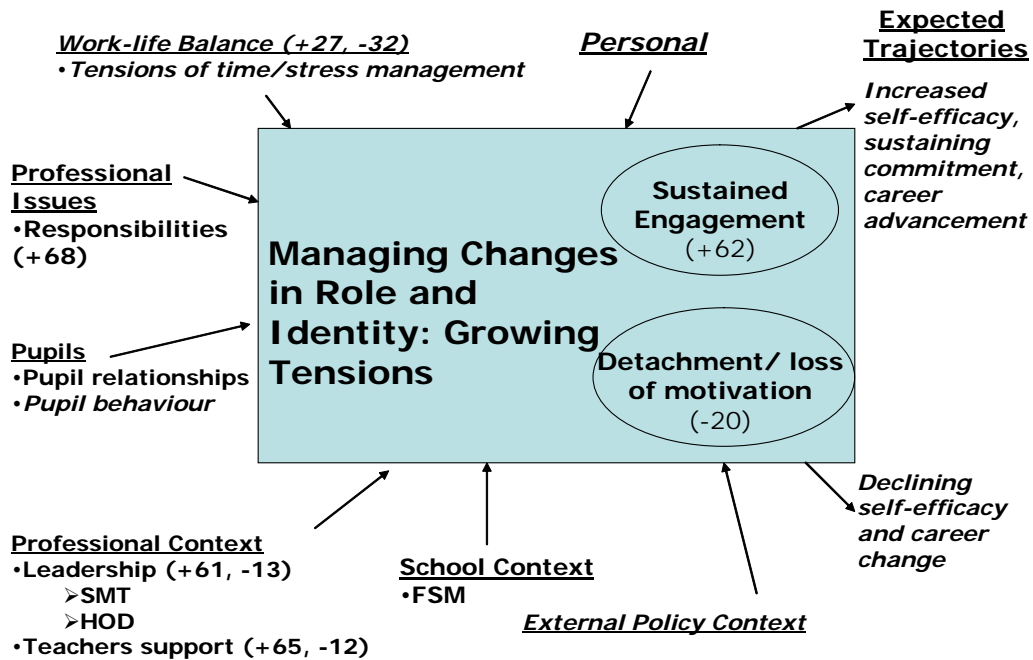 Work-life Balance (+27, -32)
•Tensions of time/stress management
Personal
Expected
Trajectories
Increased
self-efficacy,
sustaining
commitment,
career
advancement
Professional
Issues
•Responsibilities
(+68)
Pupils
•Pupil relationships
•Pupil behaviour
Managing Changes
in Role and
Identity: Growing
Tensions
Sustained
Engagement
(+62)
Detachment/ loss
of motivation
(-20)
Declining
self-efficacy
and career
change
Professional Context
•Leadership (+61, -13)
➢SMT
➢HOD
•Teachers support (+65, -12)
School Context
•FSM
External Policy Context